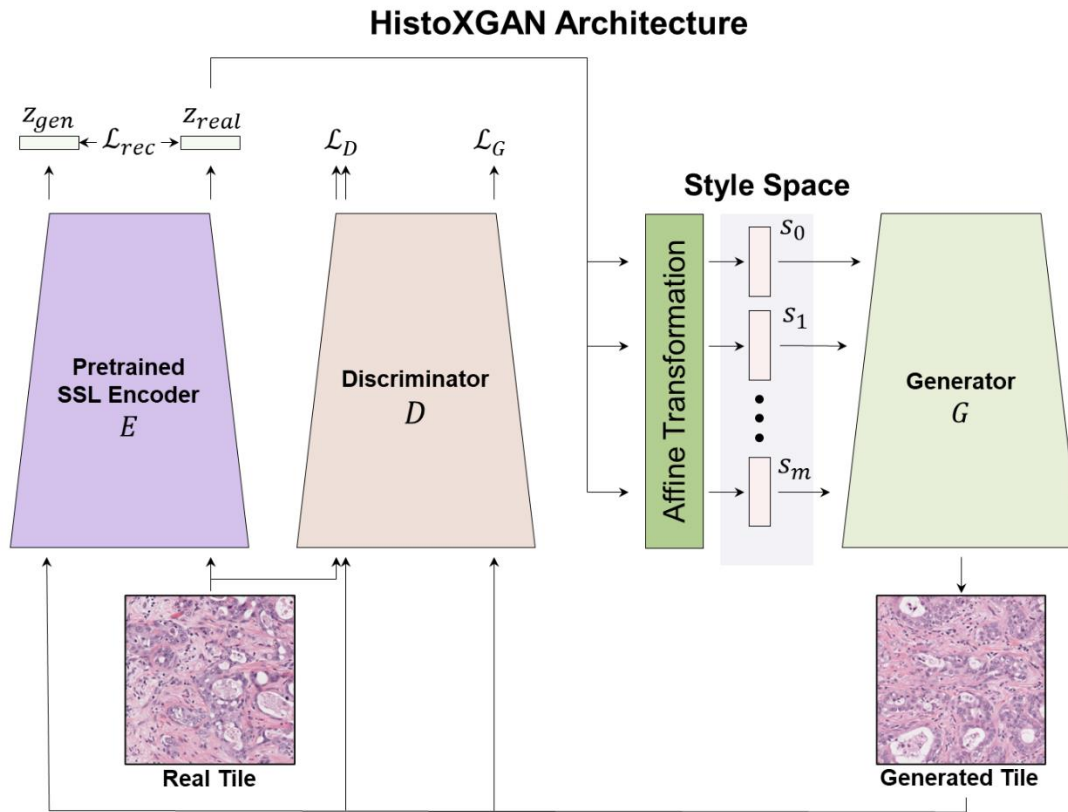 HistoXGAN Architecture
z_gen
ℒ_rec
z_real
ℒ_D
ℒ_G
Style Space
Pretrained
SSL Encoder
E
Discriminator
D
Affine Transformation
s_0
s_1
s_m
Generator
G
Real Tile
Generated Tile